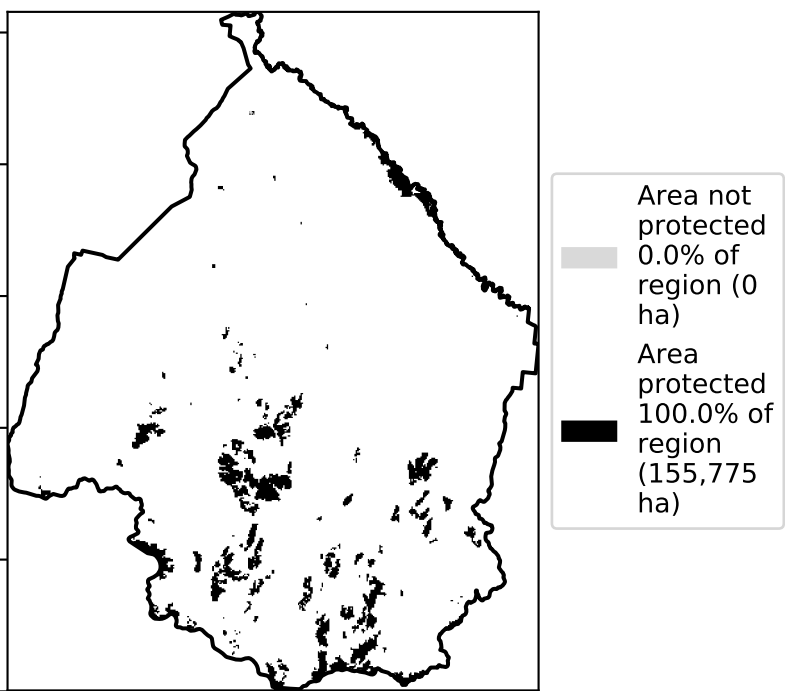 Area not
protected
0.0% of
region (0
ha)
Area
protected
100.0% of
region
(155,775
ha)